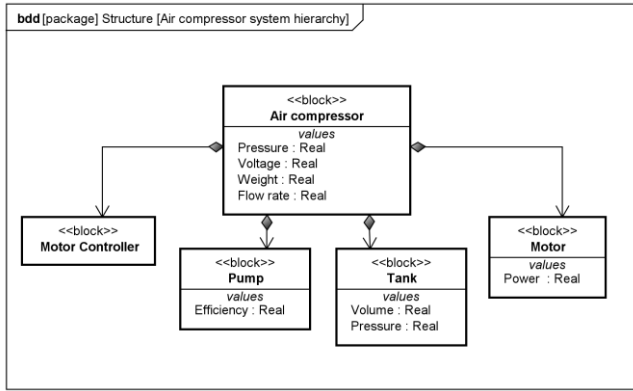 bdd [package] Structure [Air compressor system hierarchy]
<<block>>
Air compressor
values
Pressure : Real
Voltage : Real
Weight : Real
Flow rate : Real
<<block>>
Motor Controller
<<block>>
Pump
values
Efficiency : Real
<<block>>
Tank
values
Volume : Real
Pressure : Real
<<block>>
Motor
values
Power : Real